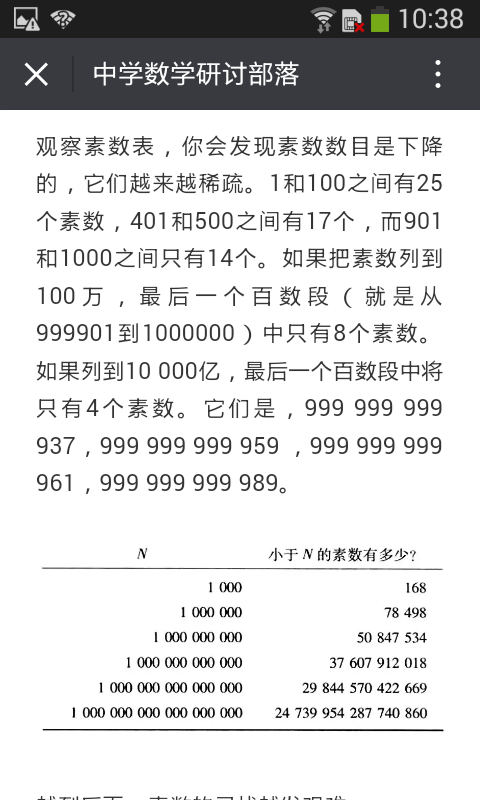 10:38
中学数学研讨部落
观察素数表，你会发现素数数目是下降
的，它们越来越稀疏。1和100之间有25
个素数，401和500之间有17个，而901
和1000之间只有14个。如果把素数列到
100万，最后一个百数段（就是从
999901到1000000）中只有8个素数。
如果列到10 000亿，最后一个百数段中将
只有4个素数。它们是，999 999 999
937，999 999 999 959 ，999 999 999
961，999 999 999 989。
N 小于 N 的素数有多少?
1 000 168
1 000 000 78 498
1 000 000 000 50 847 534
1 000 000 000 000 37 607 912 018
1 000 000 000 000 000 29 844 570 422 669
1 000 000 000 000 000 000 24 739 954 287 740 860